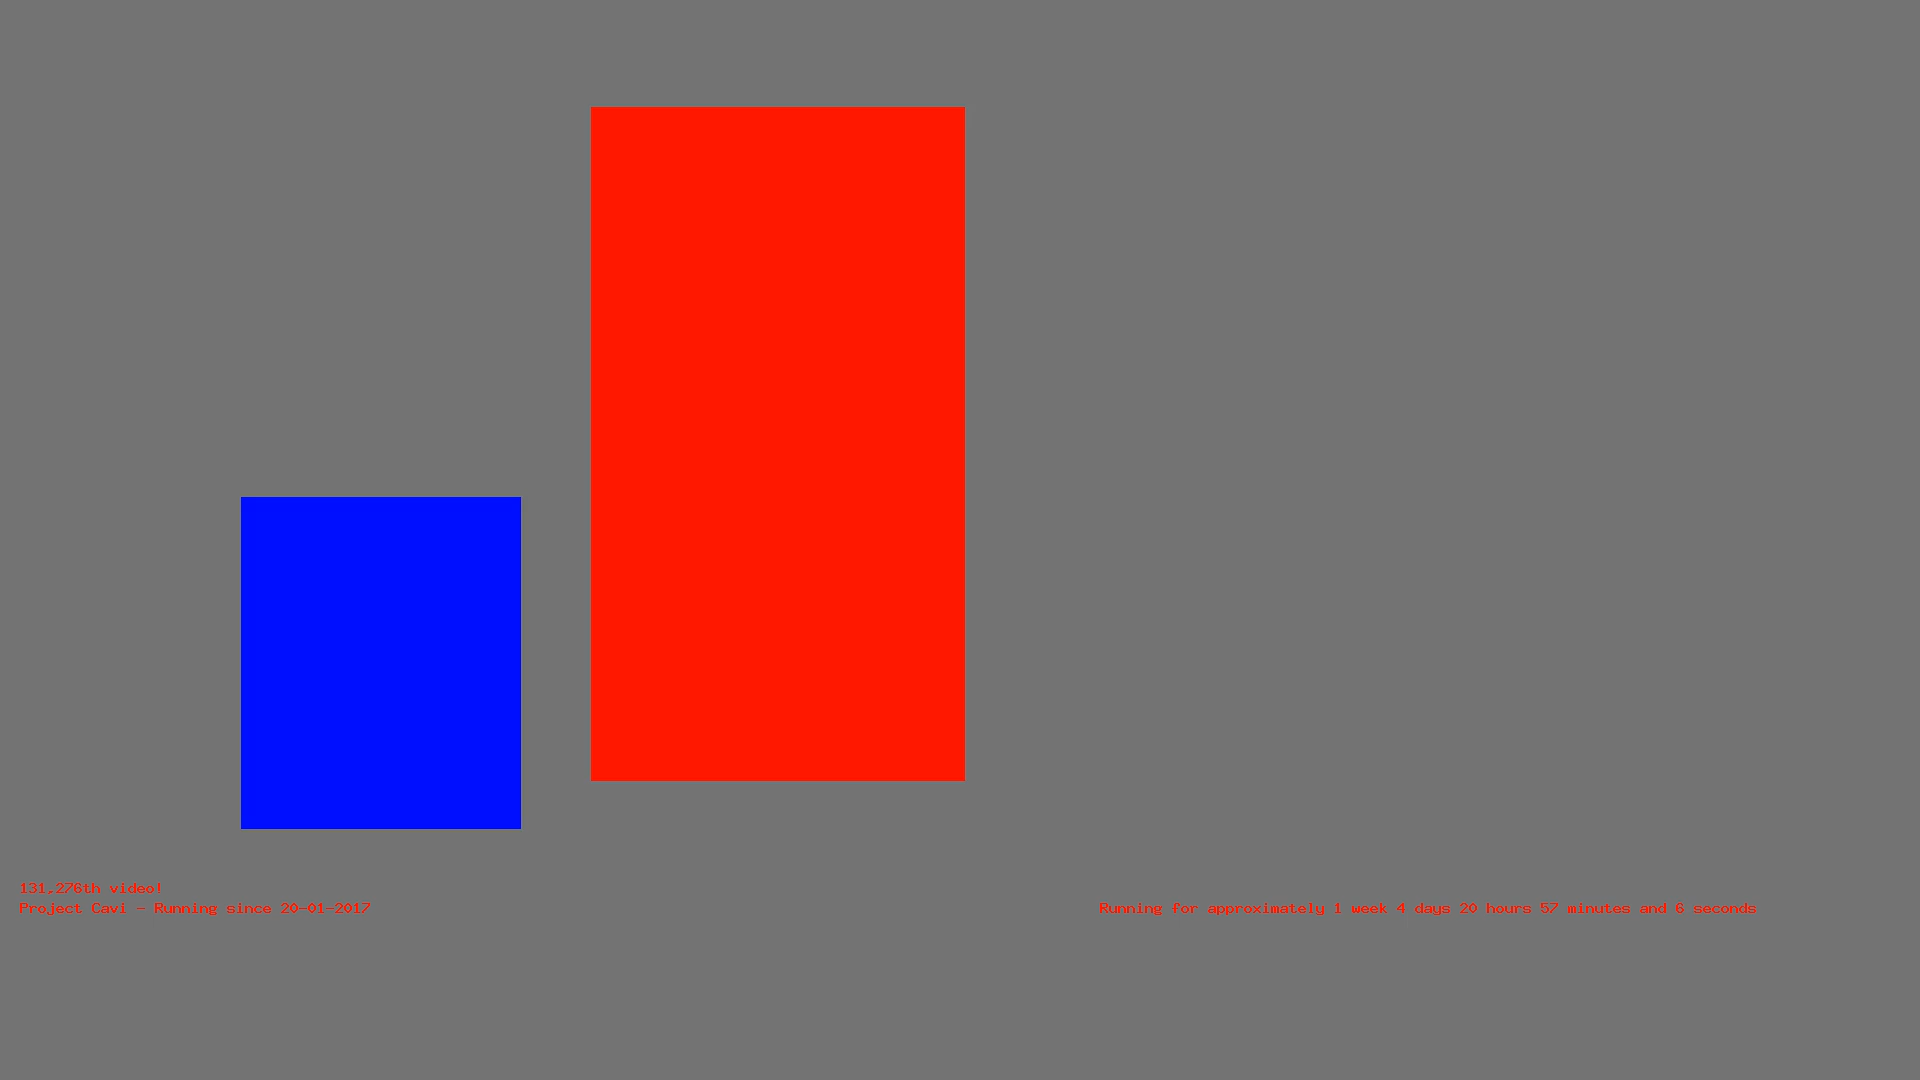 131,276th video!
Project Cavi - Running since 20-01-2017
Running for approximately 1 week 4 days 20 hours 57 minutes and 6 seconds